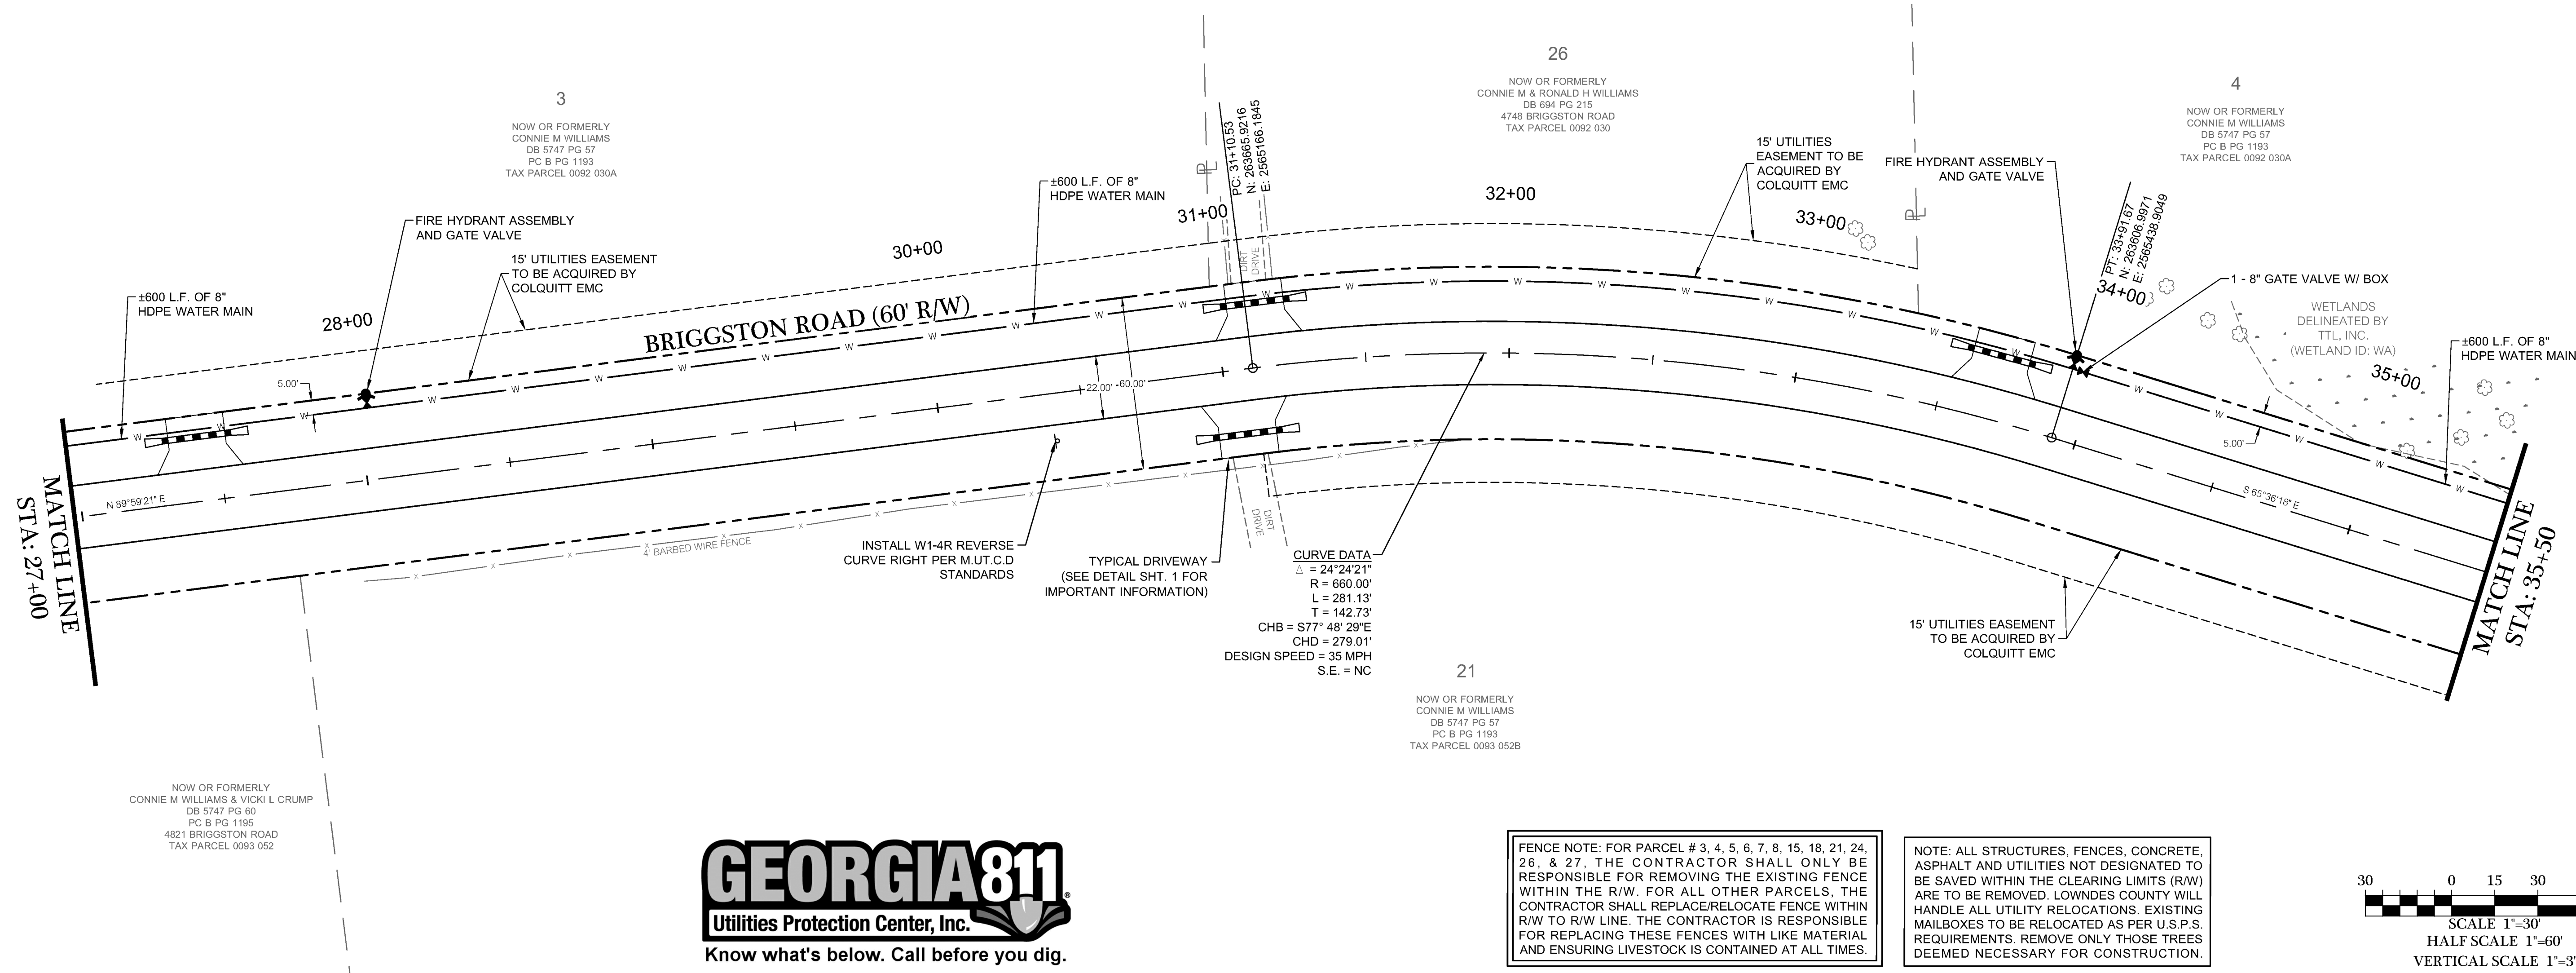 3
NOW OR FORMERLY
CONNIE M WILLIAMS
DB 5747 PG 57
PC B PG 1193
TAX PARCEL 0092 030A
26
NOW OR FORMERLY
CONNIE M & RONALD H WILLIAMS
DB 694 PG 215
4748 BRIGGSTON ROAD
TAX PARCEL 0092 030
4
NOW OR FORMERLY
CONNIE M WILLIAMS
DB 5747 PG 57
PC B PG 1193
TAX PARCEL 0092 030A
±600 L.F. OF 8"
HDPE WATER MAIN
28+00
FIRE HYDRANT ASSEMBLY
AND GATE VALVE
15' UTILITIES EASEMENT
TO BE ACQUIRED BY
COLQUITT EMC
30+00
±600 L.F. OF 8"
HDPE WATER MAIN
PL
31+00
PC: 31+10.53
N: 263665.9216
E: 2565166.1845
DIRT
DRIVE
32+00
15' UTILITIES
EASEMENT TO BE
ACQUIRED BY
COLQUITT EMC
33+00
FIRE HYDRANT ASSEMBLY
AND GATE VALVE
PL
PT: 33+91.67
N: 263606.9971
E: 2565438.9049
34+00
1 - 8" GATE VALVE W/ BOX
WETLANDS
DELINEATED BY
TTL, INC.
(WETLAND ID: WA)
35+00
±600 L.F. OF 8"
HDPE WATER MAIN
BRIGGSTON ROAD (60' R/W)
5.00'
22.00'
60.00'
5.00'
MATCH LINE
STA: 27+00
N 89°59'21" E
S 65°36'18" E
MATCH LINE
STA: 35+50
4' BARBED WIRE FENCE
INSTALL W1-4R REVERSE
CURVE RIGHT PER M.UT.C.D
STANDARDS
TYPICAL DRIVEWAY
(SEE DETAIL SHT. 1 FOR
IMPORTANT INFORMATION)
DIRT
DRIVE
CURVE DATA
Δ = 24°24'21"
R = 660.00'
L = 281.13'
T = 142.73'
CHB = S77° 48' 29"E
CHD = 279.01'
DESIGN SPEED = 35 MPH
S.E. = NC
15' UTILITIES EASEMENT
TO BE ACQUIRED BY
COLQUITT EMC
21
NOW OR FORMERLY
CONNIE M WILLIAMS
DB 5747 PG 57
PC B PG 1193
TAX PARCEL 0093 052B
NOW OR FORMERLY
CONNIE M WILLIAMS & VICKI L CRUMP
DB 5747 PG 60
PC B PG 1195
4821 BRIGGSTON ROAD
TAX PARCEL 0093 052
GEORGIA811®
Utilities Protection Center, Inc.
Know what's below. Call before you dig.
FENCE NOTE: FOR PARCEL # 3, 4, 5, 6, 7, 8, 15, 18, 21, 24,
26, & 27, THE CONTRACTOR SHALL ONLY BE
RESPONSIBLE FOR REMOVING THE EXISTING FENCE
WITHIN THE R/W. FOR ALL OTHER PARCELS, THE
CONTRACTOR SHALL REPLACE/RELOCATE FENCE WITHIN
R/W TO R/W LINE. THE CONTRACTOR IS RESPONSIBLE
FOR REPLACING THESE FENCES WITH LIKE MATERIAL
AND ENSURING LIVESTOCK IS CONTAINED AT ALL TIMES.
NOTE: ALL STRUCTURES, FENCES, CONCRETE,
ASPHALT AND UTILITIES NOT DESIGNATED TO
BE SAVED WITHIN THE CLEARING LIMITS (R/W)
ARE TO BE REMOVED. LOWNDES COUNTY WILL
HANDLE ALL UTILITY RELOCATIONS. EXISTING
MAILBOXES TO BE RELOCATED AS PER U.S.P.S.
REQUIREMENTS. REMOVE ONLY THOSE TREES
DEEMED NECESSARY FOR CONSTRUCTION.
30 0 15 30
SCALE 1"=30'
HALF SCALE 1"=60'
VERTICAL SCALE 1"=3'